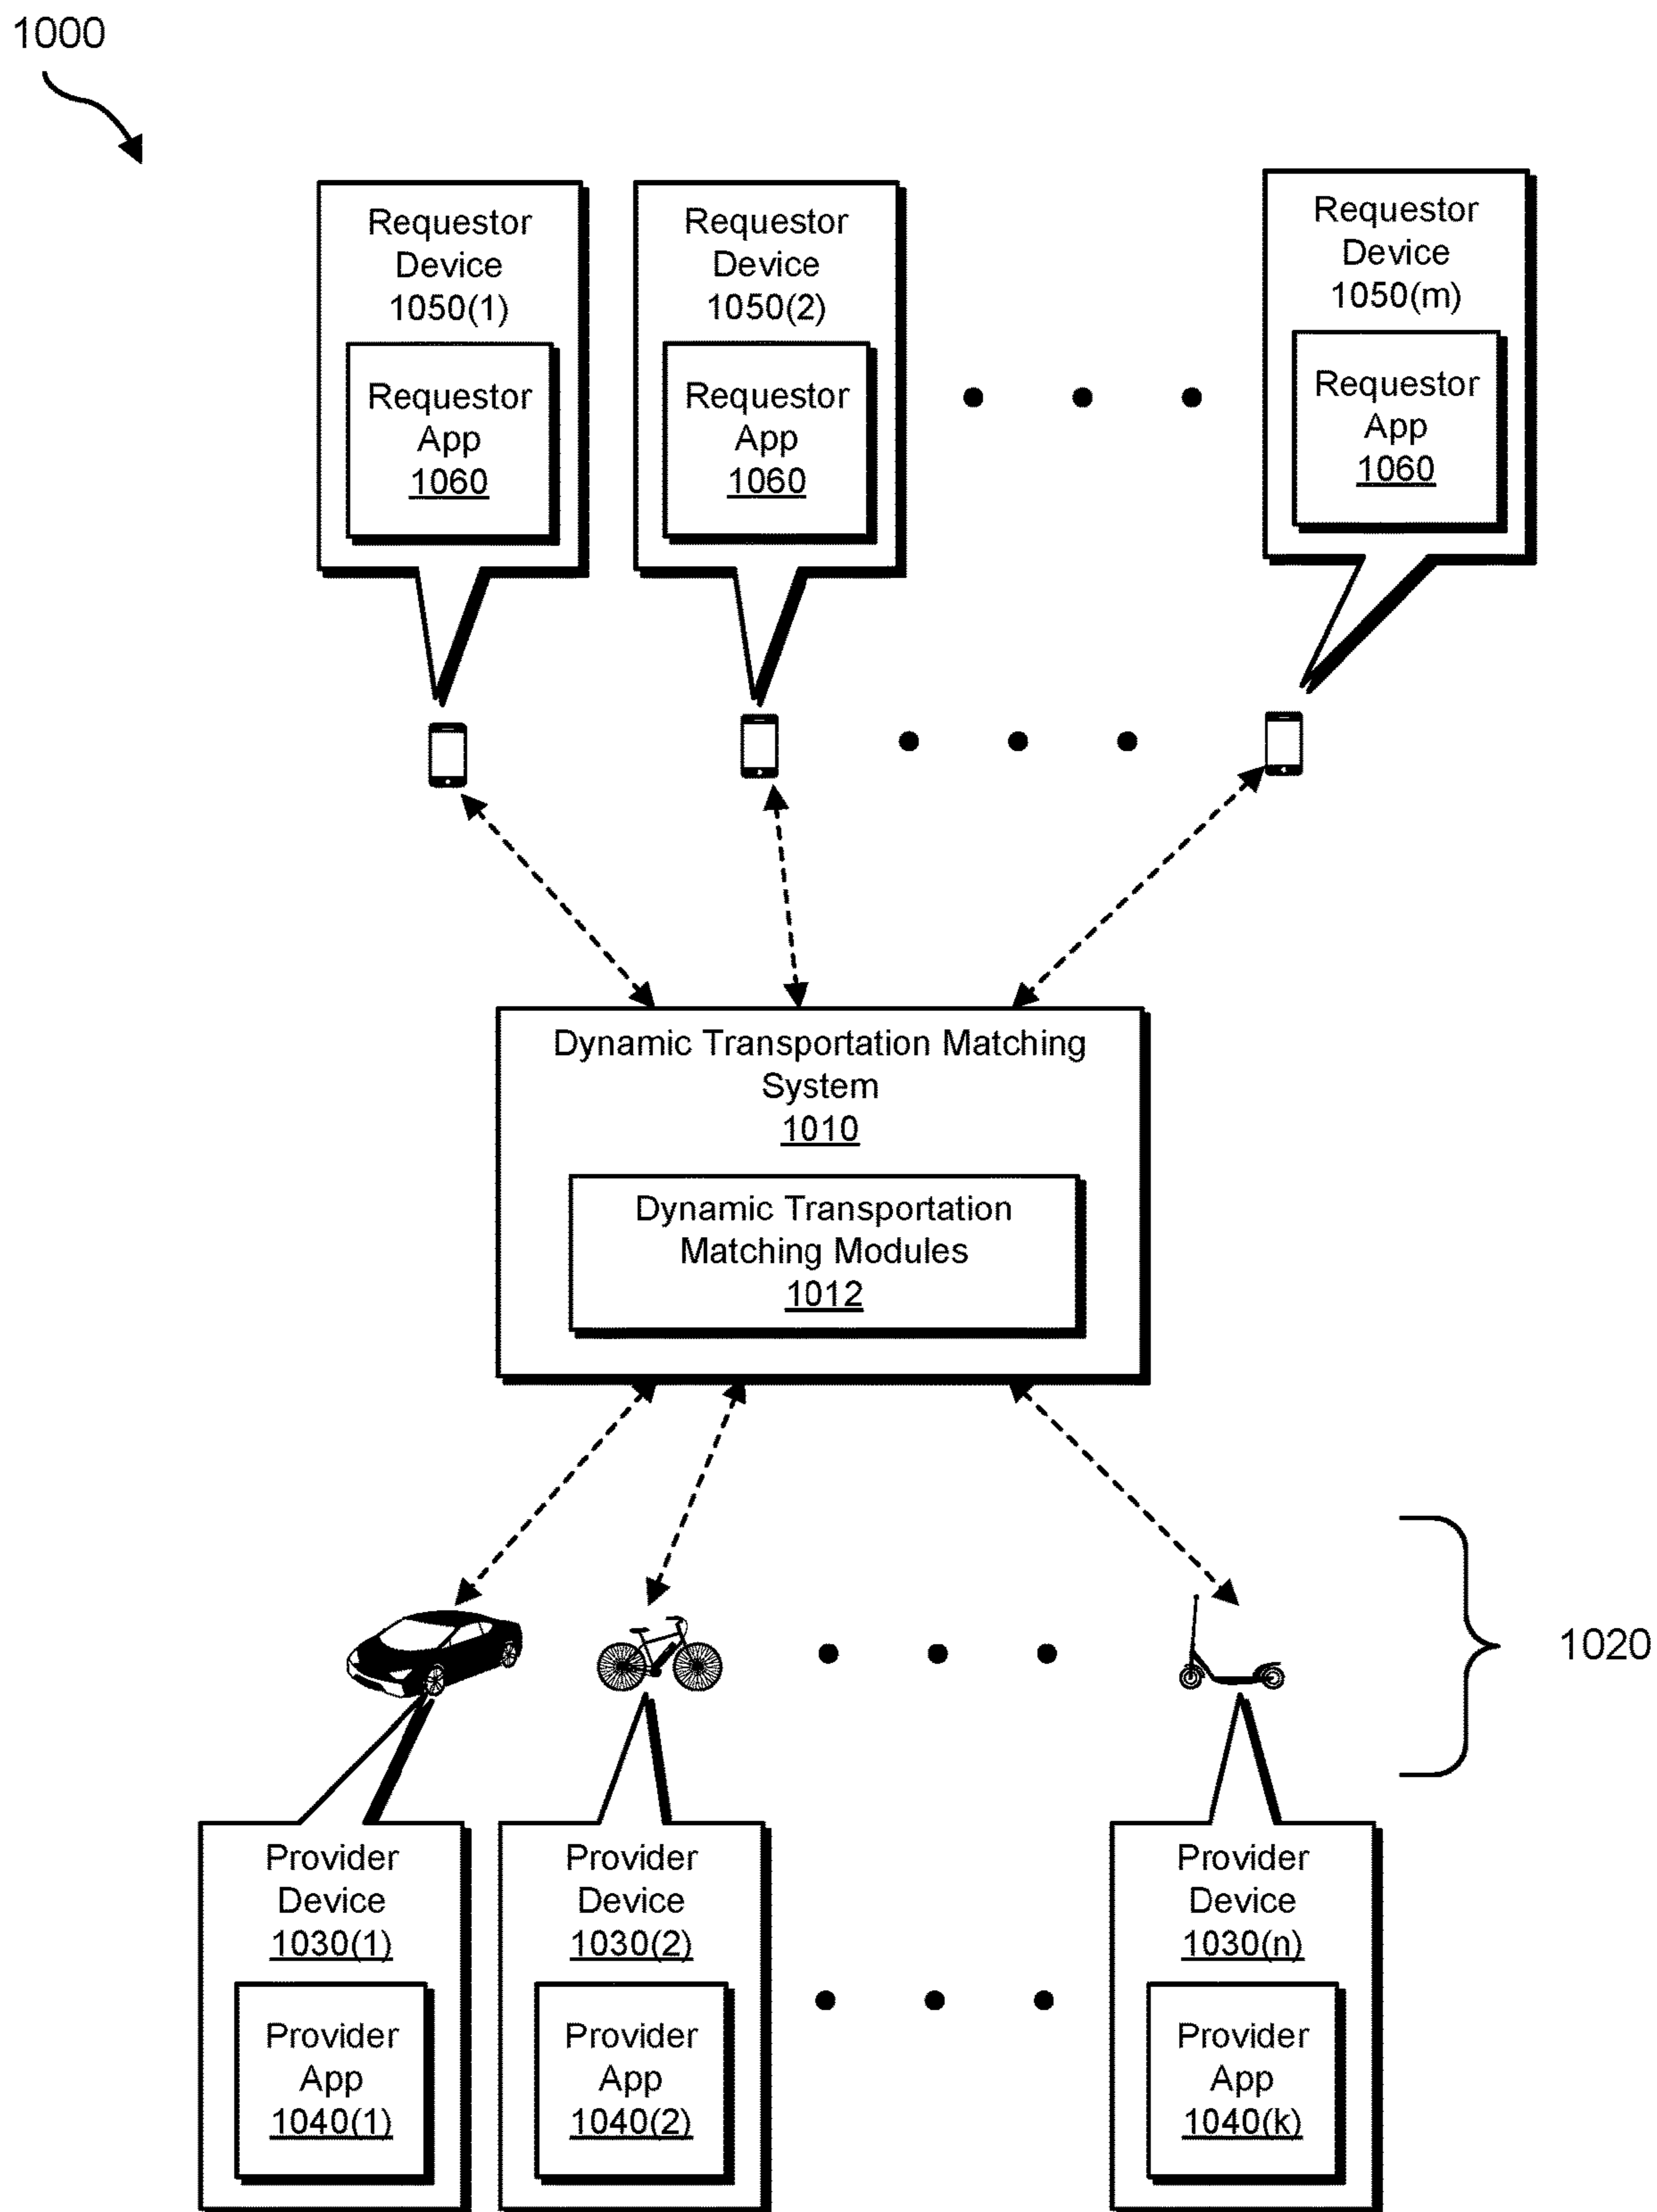 1000
Requestor
Device
1050(1)
Requestor
App
1060
Requestor
Device
1050(2)
Requestor
App
1060
Requestor
Device
1050(m)
Requestor
App
1060
Dynamic Transportation Matching
System
1010
Dynamic Transportation
Matching Modules
1012
1020
Provider
Device
1030(1)
Provider
App
1040(1)
Provider
Device
1030(2)
Provider
App
1040(2)
Provider
Device
1030(n)
Provider
App
1040(k)